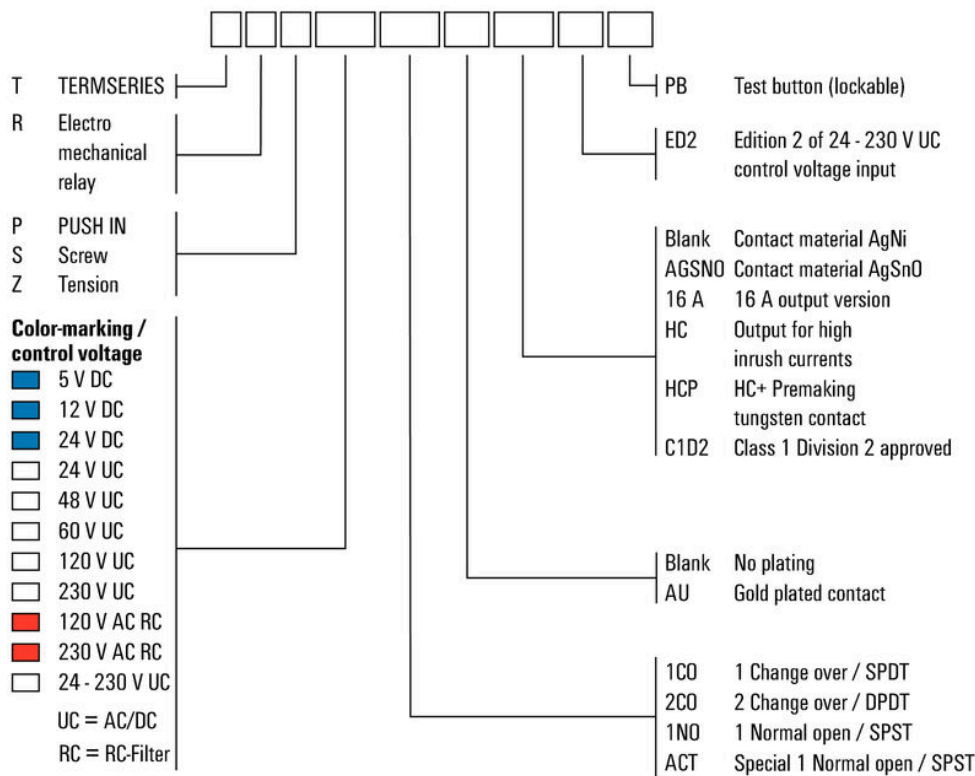 T TERMSERIES
R Electro
mechanical
relay
P PUSH IN
S Screw
Z Tension
Color-marking /
control voltage
5 V DC
12 V DC
24 V DC
24 V UC
48 V UC
60 V UC
120 V UC
230 V UC
120 V AC RC
230 V AC RC
24 - 230 V UC
UC = AC/DC
RC = RC-Filter
PB Test button (lockable)
ED2 Edition 2 of 24 - 230 V UC
control voltage input
Blank Contact material AgNi
AGSNO Contact material AgSnO
16 A 16 A output version
HC Output for high
inrush currents
HCP HC+ Premaking
tungsten contact
C1D2 Class 1 Division 2 approved
Blank No plating
AU Gold plated contact
1CO 1 Change over / SPDT
2CO 2 Change over / DPDT
1NO 1 Normal open / SPST
ACT Special 1 Normal open / SPST